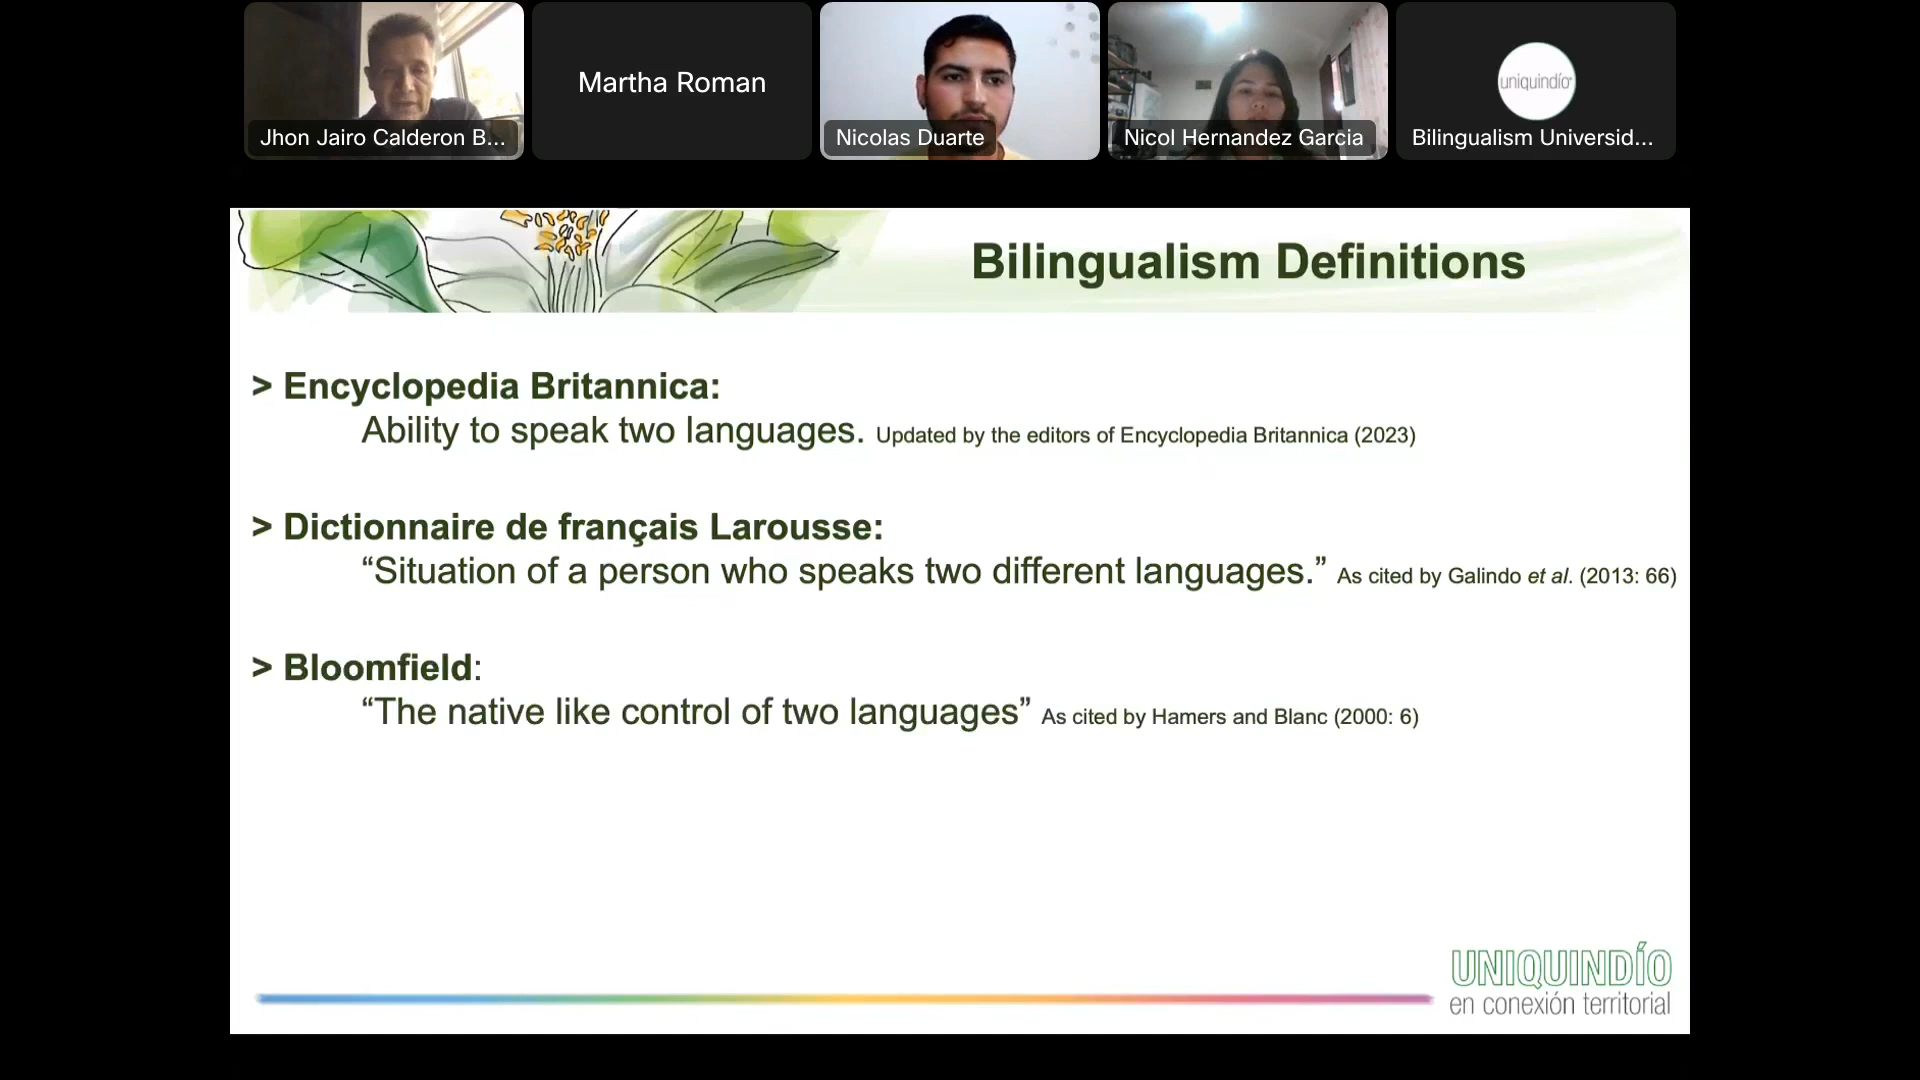 Jhon Jairo Calderon B...
Martha Roman
Nicolas Duarte
Nicol Hernandez Garcia
uniquindío
Bilingualism Universid...
Bilingualism Definitions
> Encyclopedia Britannica:
Ability to speak two languages. Updated by the editors of Encyclopedia Britannica (2023)
> Dictionnaire de français Larousse:
“Situation of a person who speaks two different languages.” As cited by Galindo et al. (2013: 66)
> Bloomfield:
“The native like control of two languages” As cited by Hamers and Blanc (2000: 6)
UNIQUINDÍO
en conexión territorial